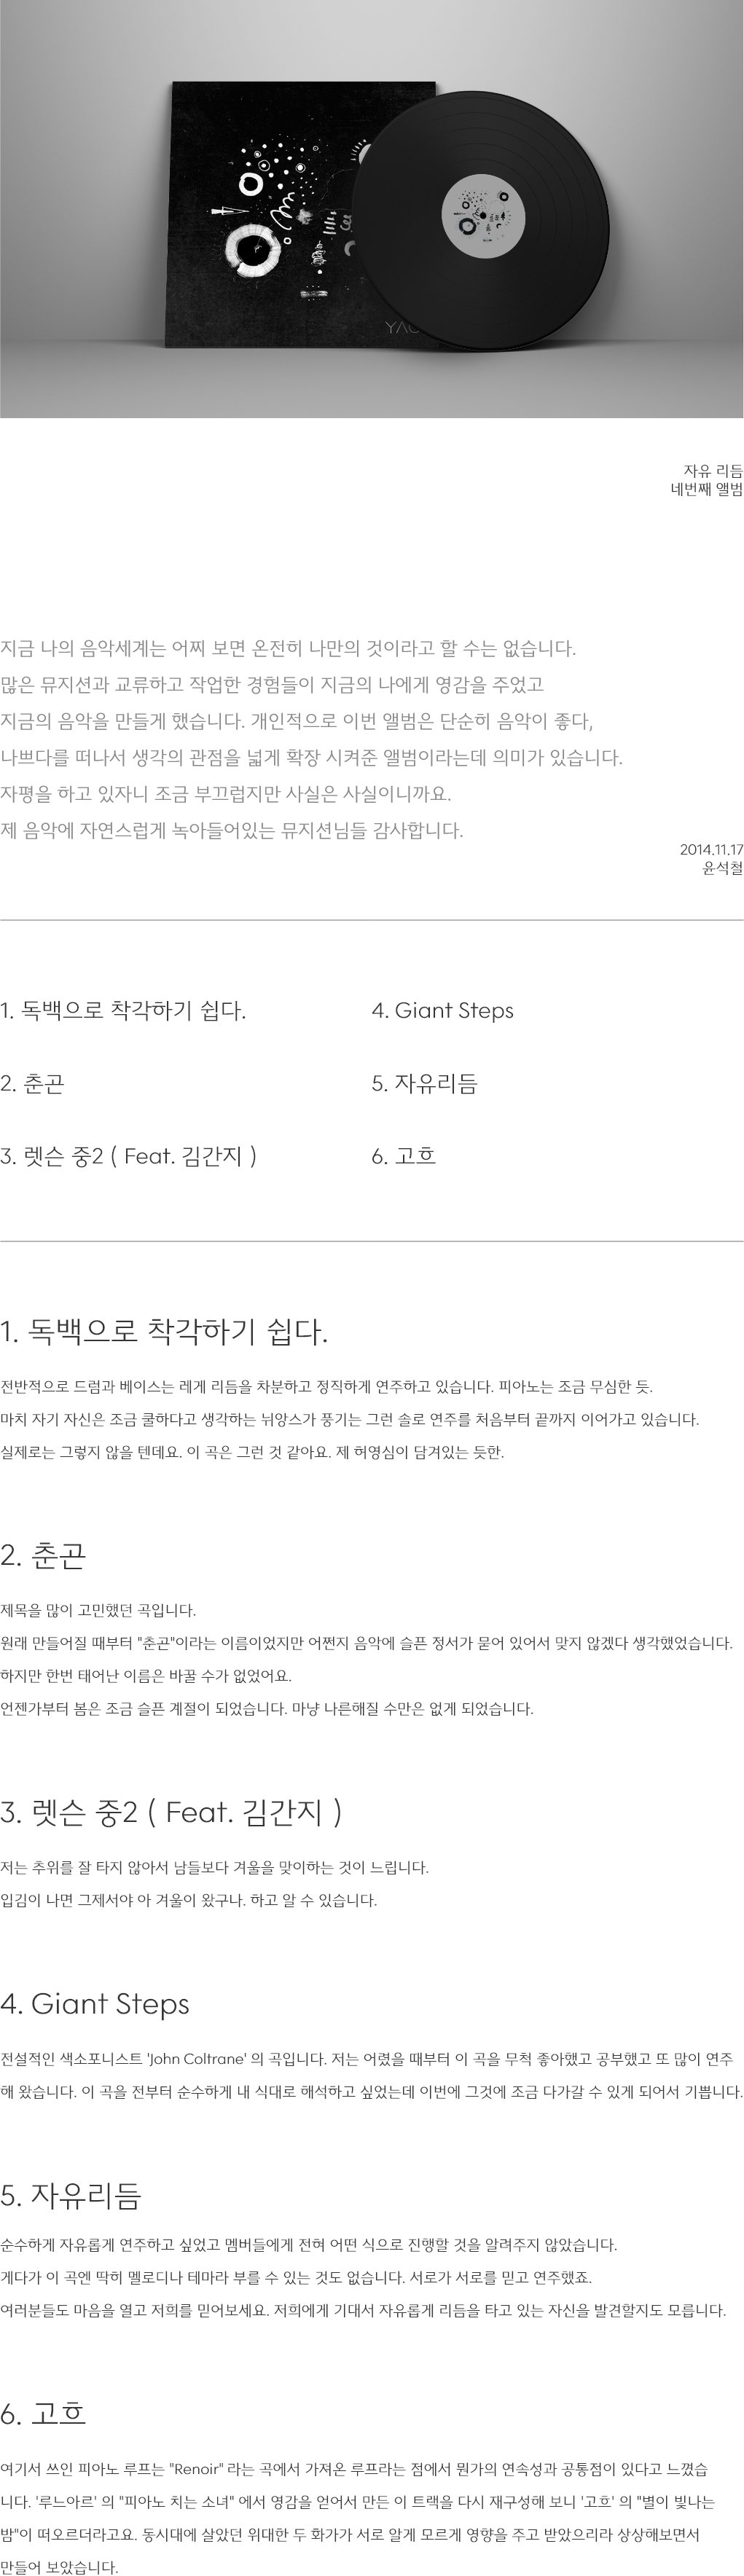 YAG
자유 리듬
네번째 앨범
지금 나의 음악세계는 어찌 보면 온전히 나만의 것이라고 할 수는 없습니다.
많은 뮤지션과 교류하고 작업한 경험들이 지금의 나에게 영감을 주었고
지금의 음악을 만들게 했습니다. 개인적으로 이번 앨범은 단순히 음악이 좋다,
나쁘다를 떠나서 생각의 관점을 넓게 확장 시켜준 앨범이라는데 의미가 있습니다.
자평을 하고 있자니 조금 부끄럽지만 사실은 사실이니까요.
제 음악에 자연스럽게 녹아들어있는 뮤지션님들 감사합니다.
2014.11.17
윤석철
1. 독백으로 착각하기 쉽다.
2. 춘곤
3. 렛슨 중2 ( Feat. 김간지 )
4. Giant Steps
5. 자유리듬
6. 고흐
1. 독백으로 착각하기 쉽다.
전반적으로 드럼과 베이스는 레게 리듬을 차분하고 정직하게 연주하고 있습니다. 피아노는 조금 무심한 듯.
마치 자기 자신은 조금 쿨하다고 생각하는 뉘앙스가 풍기는 그런 솔로 연주를 처음부터 끝까지 이어가고 있습니다.
실제로는 그렇지 않을 텐데요. 이 곡은 그런 것 같아요. 제 허영심이 담겨있는 듯한.
2. 춘곤
제목을 많이 고민했던 곡입니다.
원래 만들어질 때부터 "춘곤"이라는 이름이었지만 어쩐지 음악에 슬픈 정서가 묻어 있어서 맞지 않겠다 생각했었습니다.
하지만 한번 태어난 이름은 바꿀 수가 없었어요.
언젠가부터 봄은 조금 슬픈 계절이 되었습니다. 마냥 나른해질 수만은 없게 되었습니다.
3. 렛슨 중2 ( Feat. 김간지 )
저는 추위를 잘 타지 않아서 남들보다 겨울을 맞이하는 것이 느립니다.
입김이 나면 그제서야 아 겨울이 왔구나. 하고 알 수 있습니다.
4. Giant Steps
전설적인 색소포니스트 'John Coltrane' 의 곡입니다. 저는 어렸을 때부터 이 곡을 무척 좋아했고 공부했고 또 많이 연주
해 왔습니다. 이 곡을 전부터 순수하게 내 식대로 해석하고 싶었는데 이번에 그것에 조금 다가갈 수 있게 되어서 기쁩니다.
5. 자유리듬
순수하게 자유롭게 연주하고 싶었고 멤버들에게 전혀 어떤 식으로 진행할 것을 알려주지 않았습니다.
게다가 이 곡엔 딱히 멜로디나 테마라 부를 수 있는 것도 없습니다. 서로가 서로를 믿고 연주했죠.
여러분들도 마음을 열고 저희를 믿어보세요. 저희에게 기대서 자유롭게 리듬을 타고 있는 자신을 발견할지도 모릅니다.
6. 고흐
여기서 쓰인 피아노 루프는 "Renoir" 라는 곡에서 가져온 루프라는 점에서 뭔가의 연속성과 공통점이 있다고 느꼈습
니다. '루느아르' 의 "피아노 치는 소녀" 에서 영감을 얻어서 만든 이 트랙을 다시 재구성해 보니 '고흐' 의 "별이 빛나는
밤"이 떠오르더라고요. 동시대에 살았던 위대한 두 화가가 서로 알게 모르게 영향을 주고 받았으리라 상상해보면서
만들어 보았습니다.